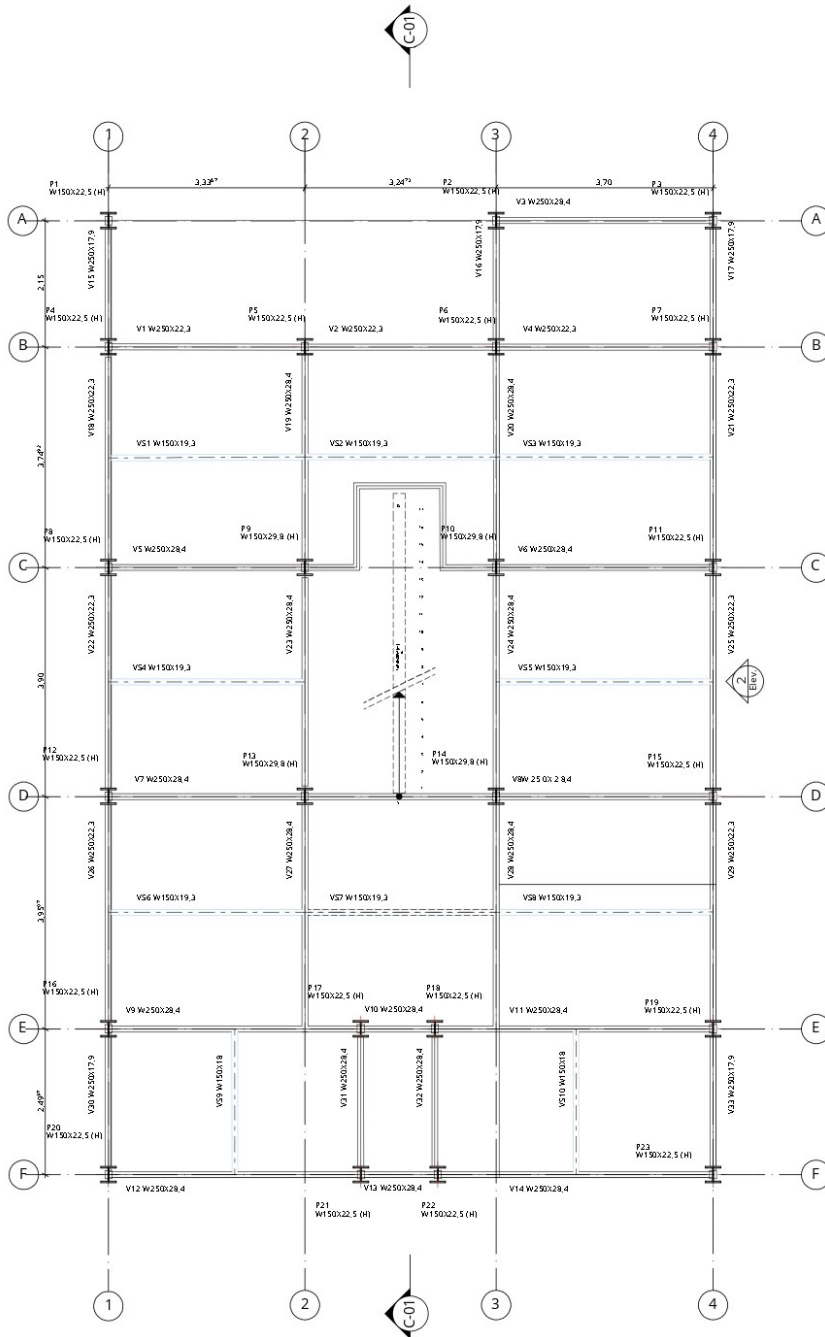 C-01
1
2
3
4
P1
W150X22,5 (H)
3,33⁶⁷
3,24⁷²
P2
W150X22,5 (H)
3,70
P3
W150X22,5 (H)
V3 W250X28,4
A
A
V15 W250X17,9
V16 W250X17,9
V17 W250X17,9
2,15
P4
W150X22,5 (H)
P5
W150X22,5 (H)
P6
W150X22,5 (H)
P7
W150X22,5 (H)
V1 W250X22,3
V2 W250X22,3
V4 W250X22,3
B
B
V18 W250X22,3
V19 W250X28,4
V20 W250X28,4
V21 W250X22,3
VS1 W150X19,3
VS2 W150X19,3
VS3 W150X19,3
P8
W150X22,5 (H)
P9
W150X29,8 (H)
P10
W150X29,8 (H)
P11
W150X22,5 (H)
V5 W250X28,4
V6 W250X28,4
C
C
V22 W250X22,3
V23 W250X28,4
V24 W250X28,4
V25 W250X22,3
3,90
VS4 W150X19,3
VS5 W150X19,3
2
Elev.
P12
W150X22,5 (H)
P13
W150X29,8 (H)
P14
W150X29,8 (H)
P15
W150X22,5 (H)
V7 W250X28,4
V8W 250X28,4
D
D
V26 W250X22,3
V27 W250X28,4
V28 W250X28,4
V29 W250X22,3
VS6 W150X19,3
VS7 W150X19,3
VS8 W150X19,3
P16
W150X22,5 (H)
P17
W150X22,5 (H)
P18
W150X22,5 (H)
P19
W150X22,5 (H)
V9 W250X28,4
V10 W250X28,4
V11 W250X28,4
E
E
V30 W250X17,9
VS9 W150X18
V31 W250X28,4
V32 W250X28,4
VS10 W150X18
V33 W250X17,9
P20
W150X22,5 (H)
P23
W150X22,5 (H)
F
F
V12 W250X28,4
V13 W250X28,4
V14 W250X28,4
P21
W150X22,5 (H)
P22
W150X22,5 (H)
1
2
3
4
C-01